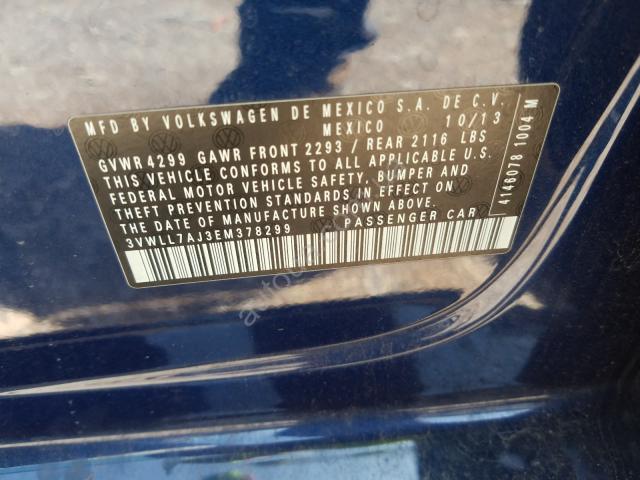 MFD BY VOLKSWAGEN DE MEXICO S.A. DE C.V.
MEXICO 10/13
GVWR 4299 GAWR FRONT 2293 / REAR 2116 LBS
THIS VEHICLE CONFORMS TO ALL APPLICABLE U.S.
FEDERAL MOTOR VEHICLE SAFETY, BUMPER AND
THEFT PREVENTION STANDARDS IN EFFECT ON
THE DATE OF MANUFACTURE SHOWN ABOVE.
3VWLL7AJ3EM378299 PASSENGER CAR
4146078 1004 M